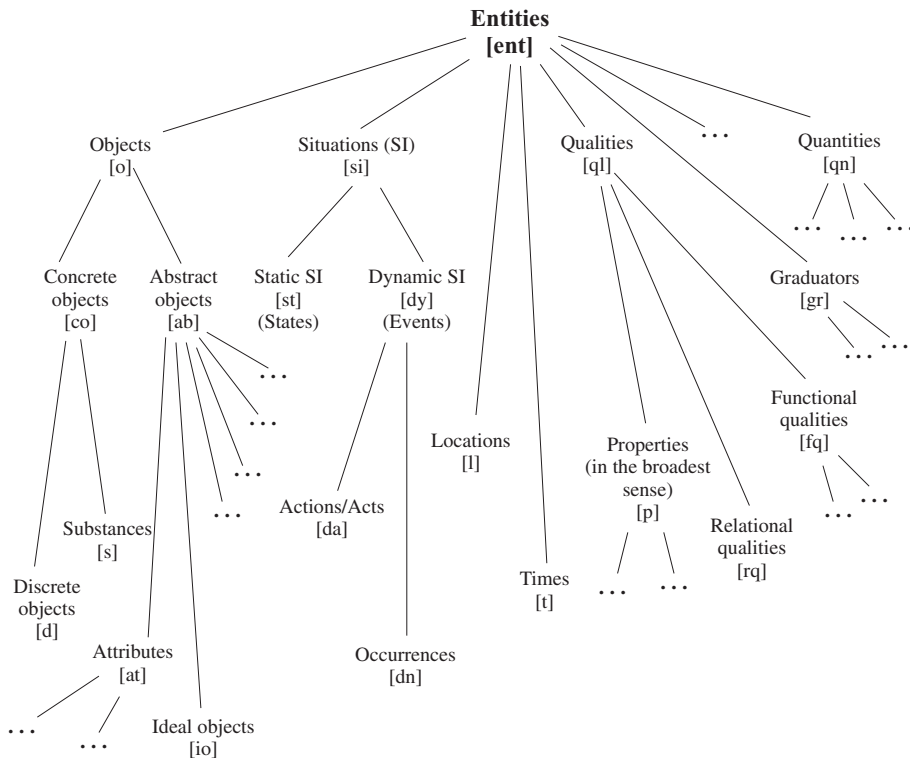 Entities
[ent]
...
Objects
[o]
Situations (SI)
[si]
Qualities
[ql]
Quantities
[qn]
...
...
...
Concrete
objects
[co]
Abstract
objects
[ab]
Static SI
[st]
(States)
Dynamic SI
[dy]
(Events)
Graduators
[gr]
...
...
...
...
...
...
Functional
qualities
[fq]
...
...
Locations
[l]
Properties
(in the broadest
sense)
[p]
Actions/Acts
[da]
Substances
[s]
Relational
qualities
[rq]
Discrete
objects
[d]
Times
[t]
...
...
Attributes
[at]
Occurrences
[dn]
...
...
Ideal objects
[io]